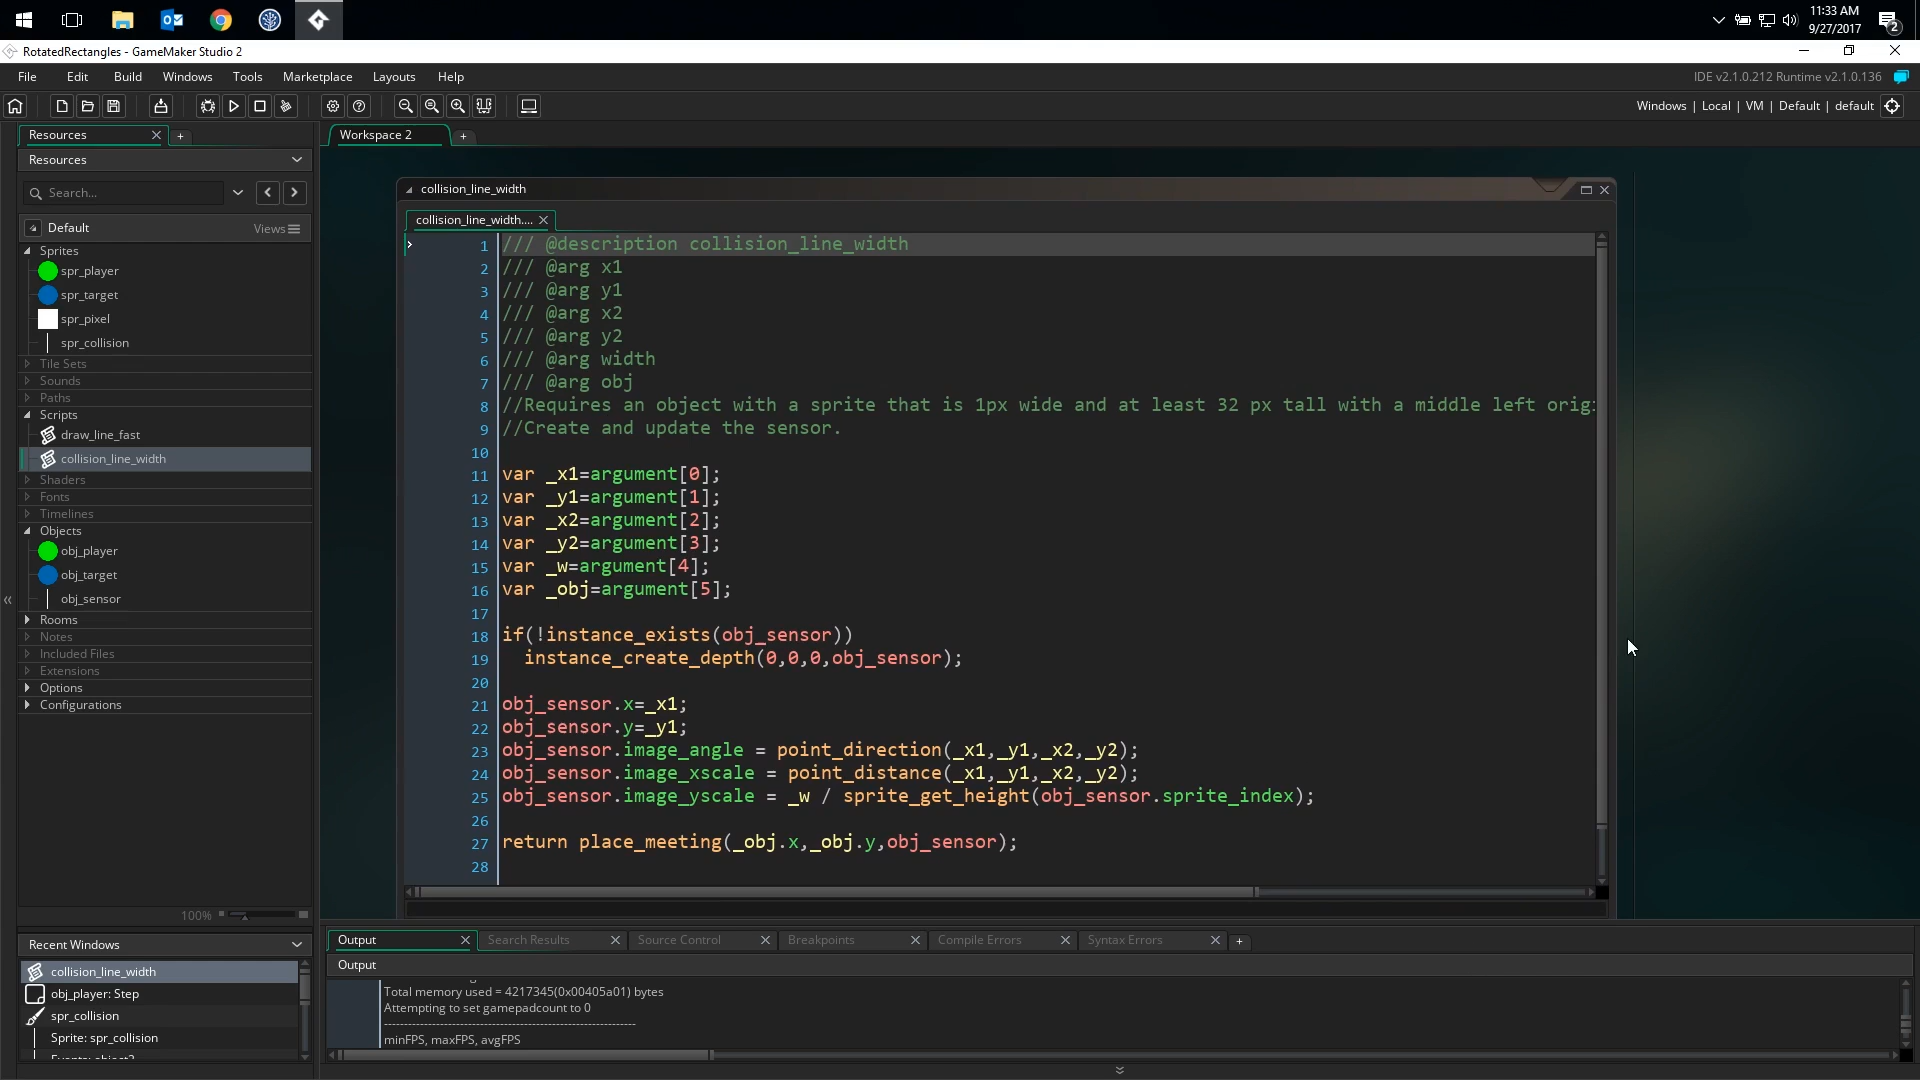 11:33 AM
9/27/2017
2
RotatedRectangles - GameMaker Studio 2
File Edit Build Windows Tools Marketplace Layouts Help
IDE v2.1.0.212 Runtime v2.1.0.136
Windows | Local | VM | Default | default
Resources
Resources
Search...
Default
Views
Sprites
spr_player
spr_target
spr_pixel
spr_collision
Tile Sets
Sounds
Paths
Scripts
draw_line_fast
collision_line_width
Shaders
Fonts
Timelines
Objects
obj_player
obj_target
obj_sensor
Rooms
Notes
Included Files
Extensions
Options
Configurations
100%
Recent Windows
collision_line_width
obj_player: Step
spr_collision
Sprite: spr_collision
Workspace 2
collision_line_width
collision_line_width....
1 /// @description collision_line_width
2 /// @arg x1
3 /// @arg y1
4 /// @arg x2
5 /// @arg y2
6 /// @arg width
7 /// @arg obj
8 //Requires an object with a sprite that is 1px wide and at least 32 px tall with a middle left
9 //Create and update the sensor.
10
11 var _x1=argument[0];
12 var _y1=argument[1];
13 var _x2=argument[2];
14 var _y2=argument[3];
15 var _w=argument[4];
16 var _obj=argument[5];
17
18 if(!instance_exists(obj_sensor))
19 instance_create_depth(0,0,0,obj_sensor);
20
21 obj_sensor.x=_x1;
22 obj_sensor.y=_y1;
23 obj_sensor.image_angle = point_direction(_x1,_y1,_x2,_y2);
24 obj_sensor.image_xscale = point_distance(_x1,_y1,_x2,_y2);
25 obj_sensor.image_yscale = _w / sprite_get_height(obj_sensor.sprite_index);
26
27 return place_meeting(_obj.x,_obj.y,obj_sensor);
28
Output Search Results Source Control Breakpoints Compile Errors Syntax Errors
Output
Total memory used = 4217345(0x00405a01) bytes
Attempting to set gamepadcount to 0
---------------------------------------------------------------
minFPS, maxFPS, avgFPS